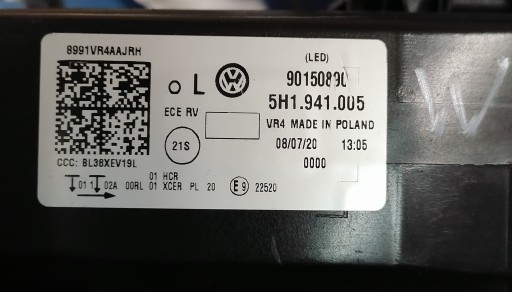 8991VR4AAJRH
(LED)
O L
90150890
5H1.941.005
ECE RV
VR4 MADE IN POLAND
21S
08/07/20 13:05
0000
CCC: BL38XEV19L
01 HCR
01 1 02A 00RL 01 XCER PL 20 E9 22520
W